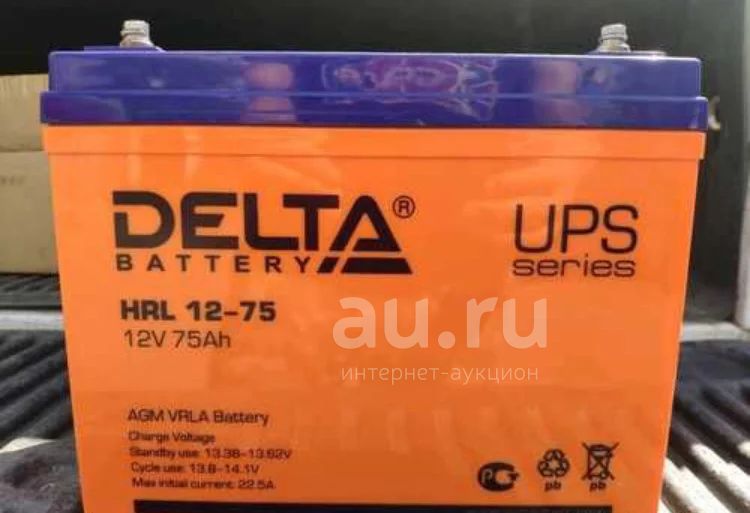 DELTA®
BATTERY
UPS
series
HRL 12-75
12V 75Ah
au.ru
интернет-аукцион
AGM VRLA Battery
Charge Voltage
Standby use: 13.38-13.62V
Cycle use: 13.8-14.1V
Max initial current: 22.5A
PG
pb
pb